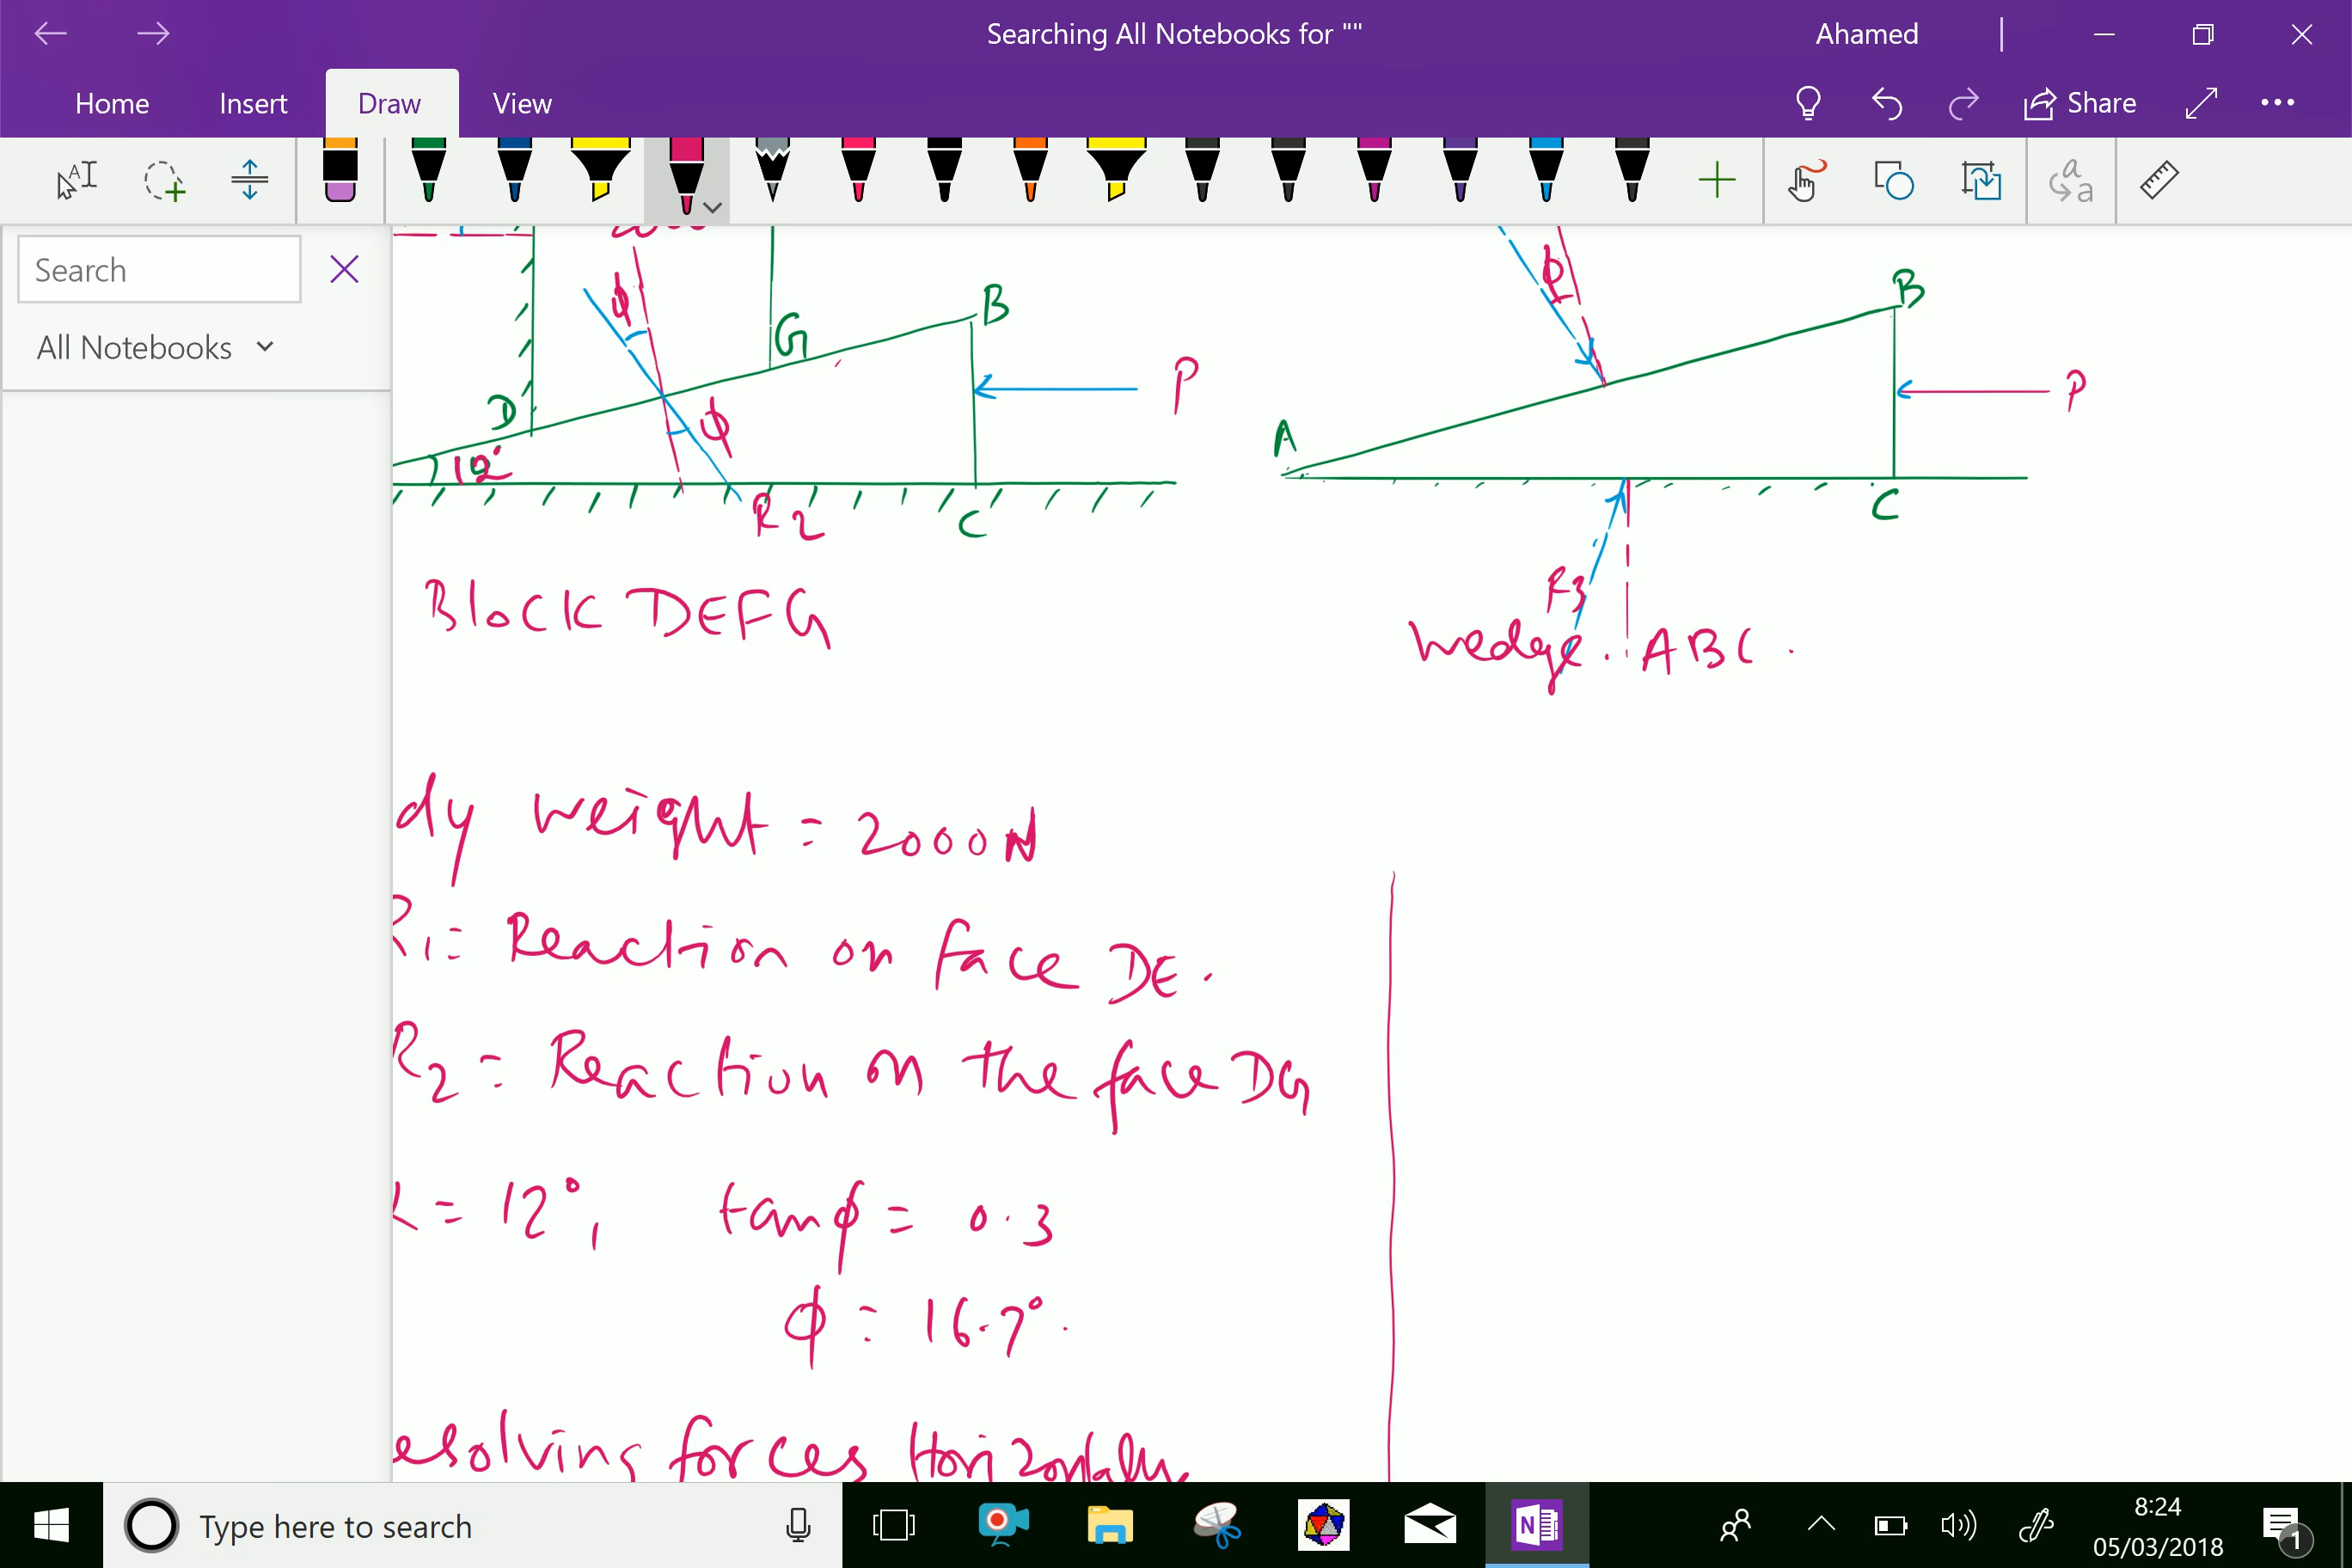 Searching All Notebooks for ""
Ahamed
Home Insert Draw View
Share
Search
All Notebooks
ϕ
G
B
D
12°
ϕ
P
R2
C
R
B
A
P
C
R3
Block DEFG
wedge. ABC.
dy weight = 2000N
R1 = Reaction on face DE.
R2 = Reaction on the face DG
= 12°, tanϕ = 0.3
ϕ = 16.7°.
esolving forces Horizontally
Type here to search
8:24
05/03/2018
1